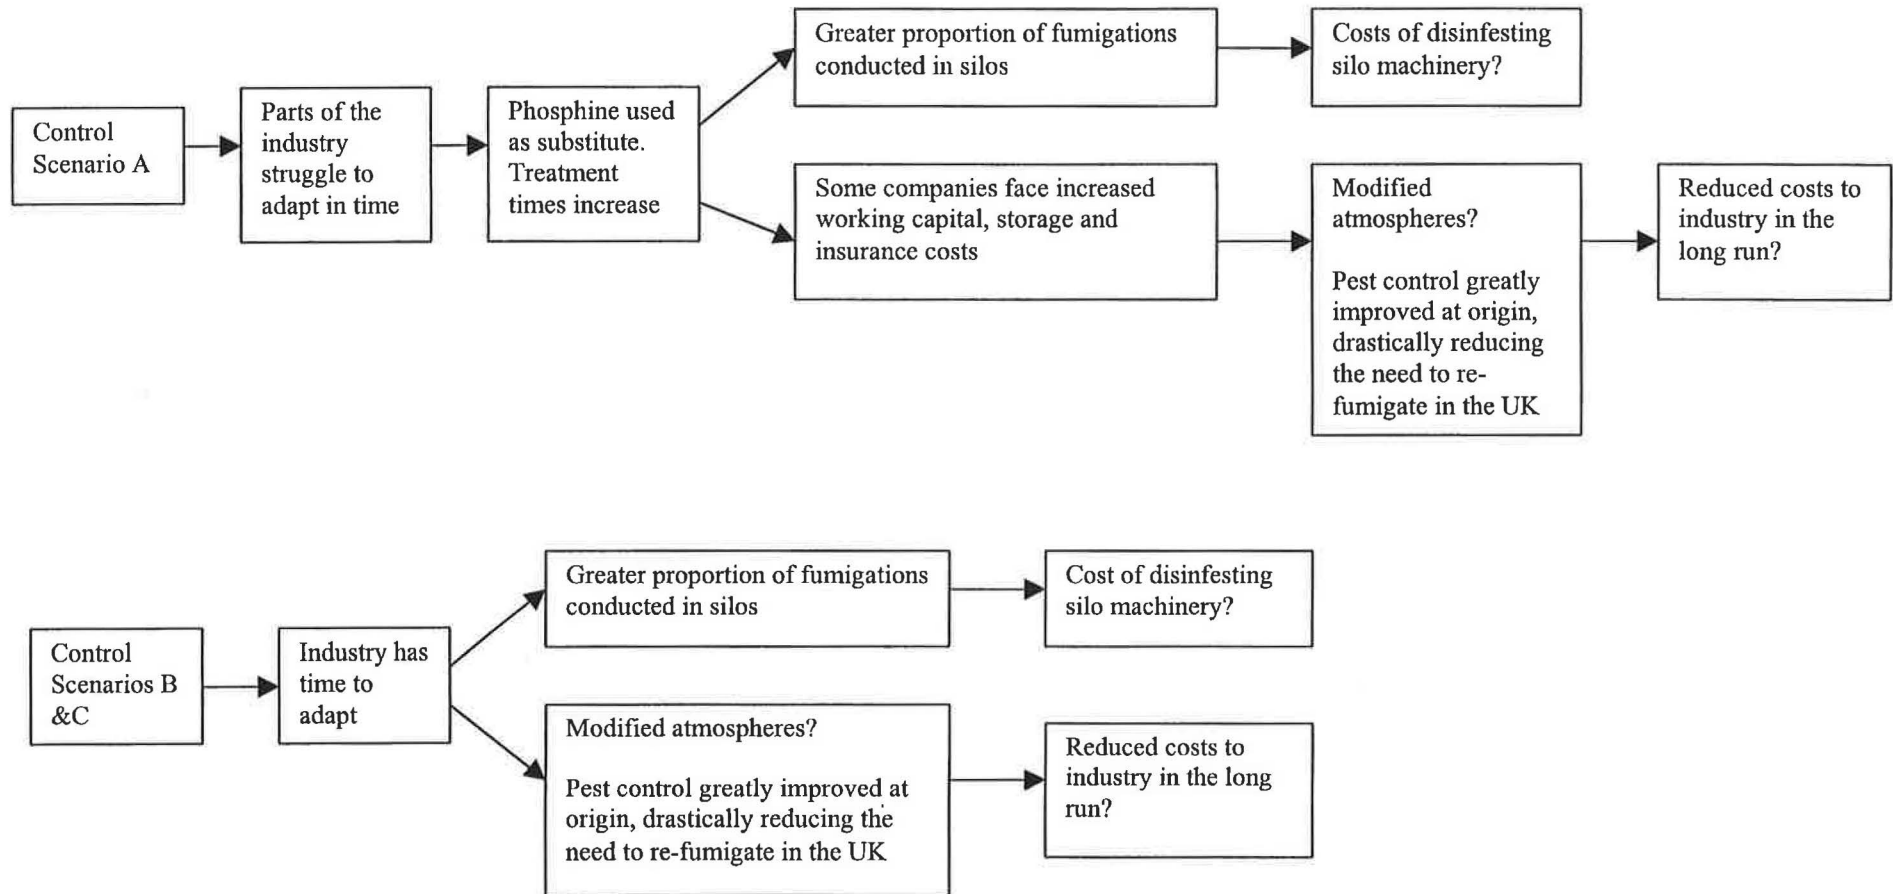 Control
Scenario A
Parts of the
industry
struggle to
adapt in time
Phosphine used
as substitute.
Treatment
times increase
Greater proportion of fumigations
conducted in silos
Costs of disinfesting
silo machinery?
Some companies face increased
working capital, storage and
insurance costs
Modified
atmospheres?
Pest control greatly
improved at origin,
drastically reducing
the need to re-
fumigate in the UK
Reduced costs to
industry in the
long run?
Control
Scenarios B
&C
Industry has
time to
adapt
Greater proportion of fumigations
conducted in silos
Cost of disinfesting
silo machinery?
Modified atmospheres?
Pest control greatly improved at
origin, drastically reducing the
need to re-fumigate in the UK
Reduced costs to
industry in the long
run?